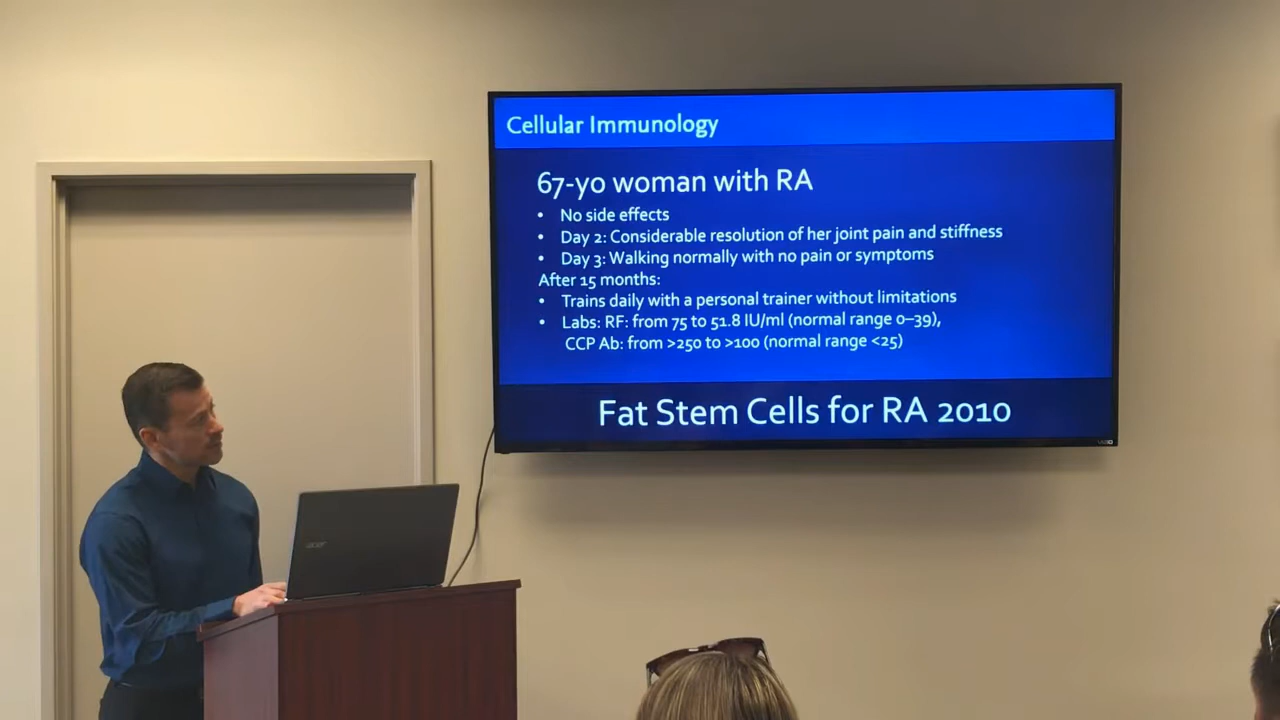 Cellular Immunology
67-yo woman with RA
• No side effects
• Day 2: Considerable resolution of her joint pain and stiffness
• Day 3: Walking normally with no pain or symptoms
After 15 months:
• Trains daily with a personal trainer without limitations
• Labs: RF: from 75 to 51.8 IU/ml (normal range 0–39),
CCP Ab: from >250 to >100 (normal range <25)
Fat Stem Cells for RA 2010
VIZIO
acer